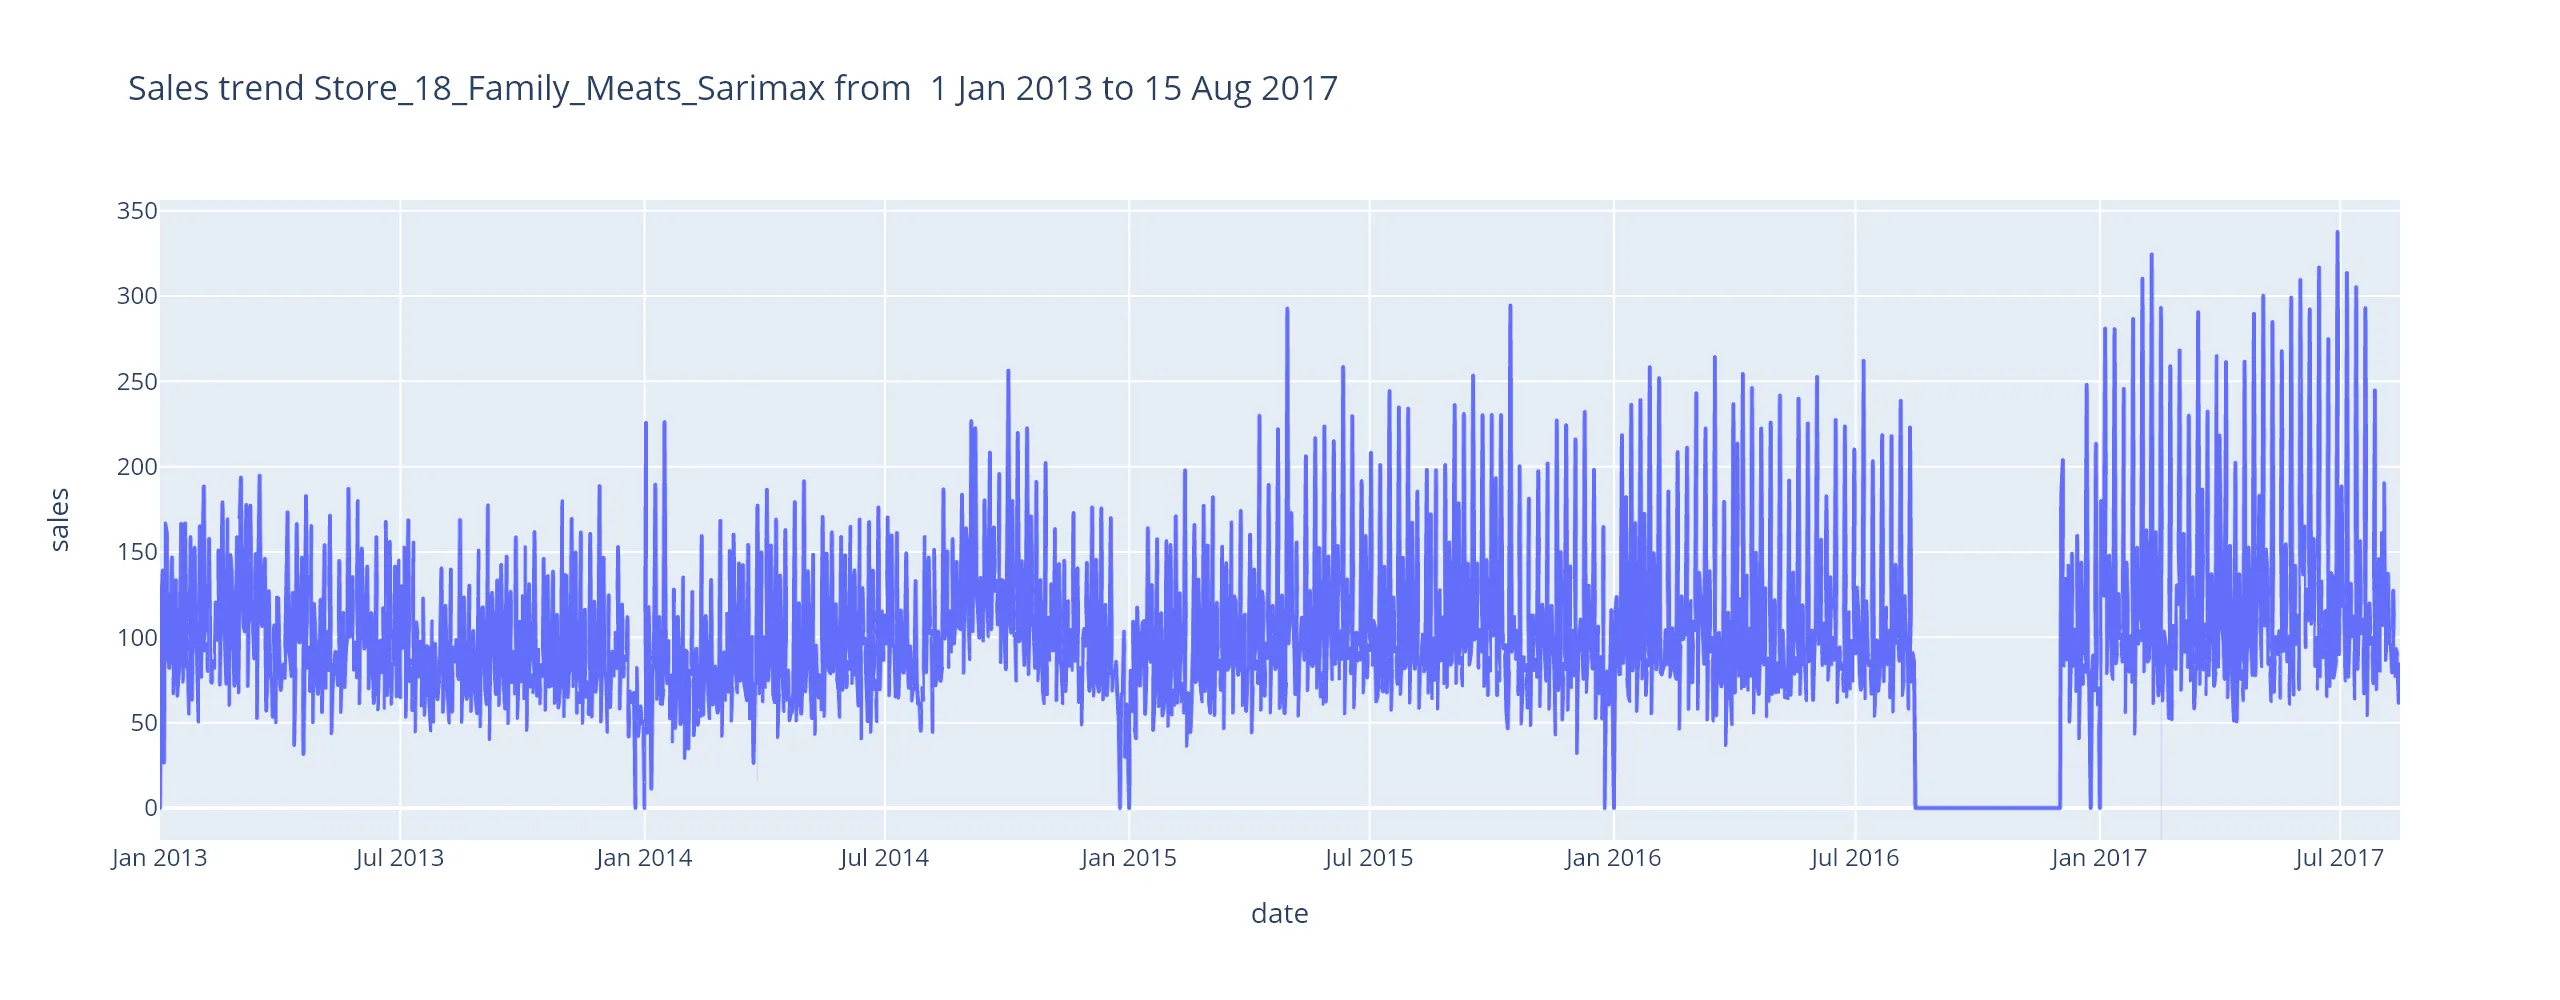 Sales trend Store_18_Family_Meats_Sarimax from  1 Jan 2013 to 15 Aug 2017
350
300
250
200
150
100
50
0
sales
Jan 2013 Jul 2013 Jan 2014 Jul 2014 Jan 2015 Jul 2015 Jan 2016 Jul 2016 Jan 2017 Jul 2017
date